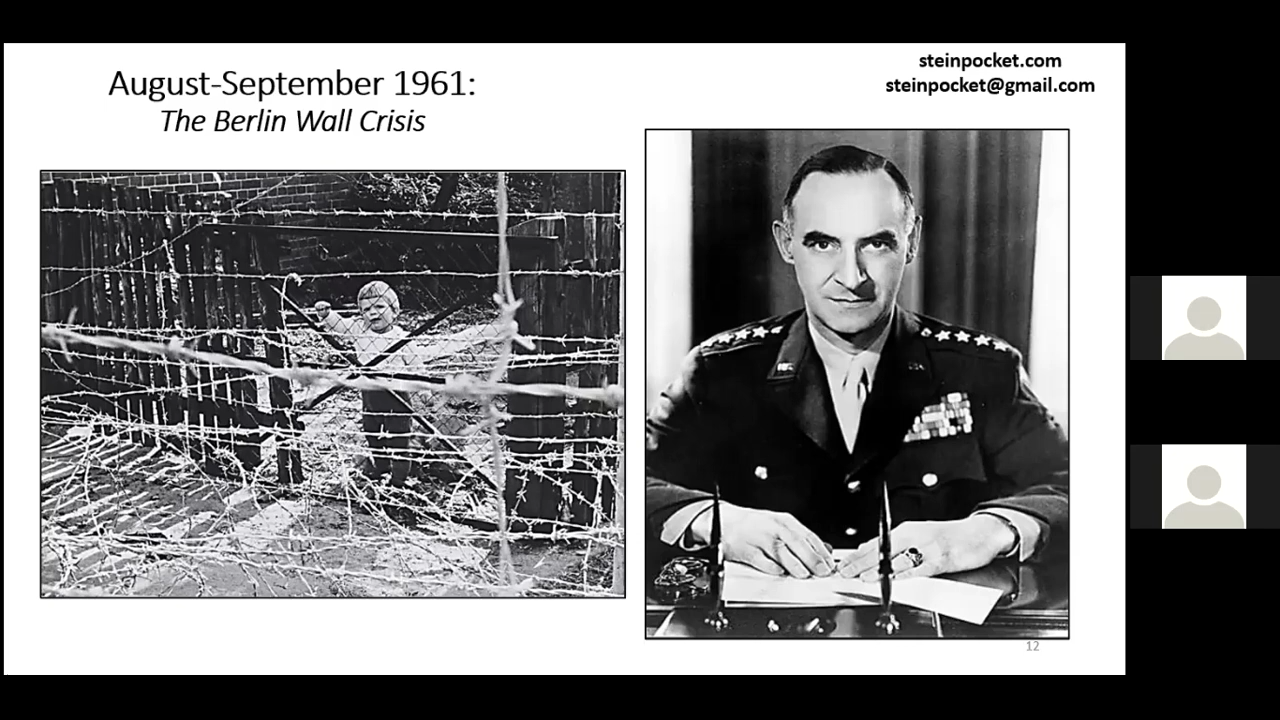 August-September 1961:
The Berlin Wall Crisis
steinpocket.com
steinpocket@gmail.com
12